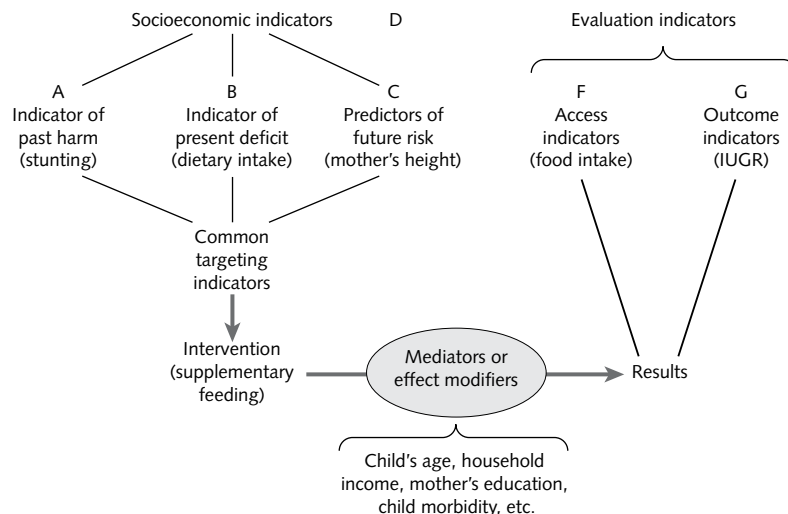 Socioeconomic indicators D
Evaluation indicators
A
Indicator of
past harm
(stunting)
B
Indicator of
present deficit
(dietary intake)
C
Predictors of
future risk
(mother's height)
F
Access
indicators
(food intake)
G
Outcome
indicators
(IUGR)
Common
targeting
indicators
Intervention
(supplementary
feeding)
Mediators or
effect modifiers
Results
Child's age, household
income, mother's education,
child morbidity, etc.